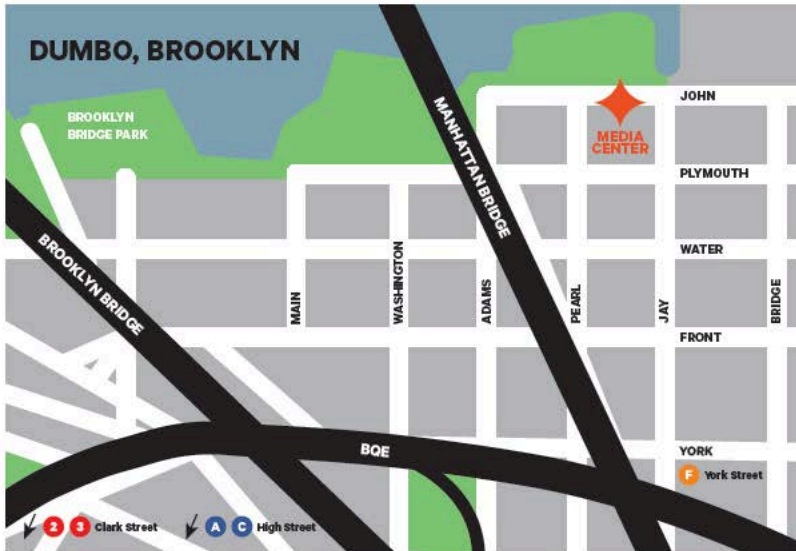 DUMBO, BROOKLYN
BROOKLYN
BRIDGE PARK
MANHATTAN BRIDGE
JOHN
MEDIA
CENTER
PLYMOUTH
BROOKLYN BRIDGE
WATER
MAIN
WASHINGTON
ADAMS
PEARL
JAY
BRIDGE
FRONT
BQE
YORK
F York Street
2 3 Clark Street
A C High Street